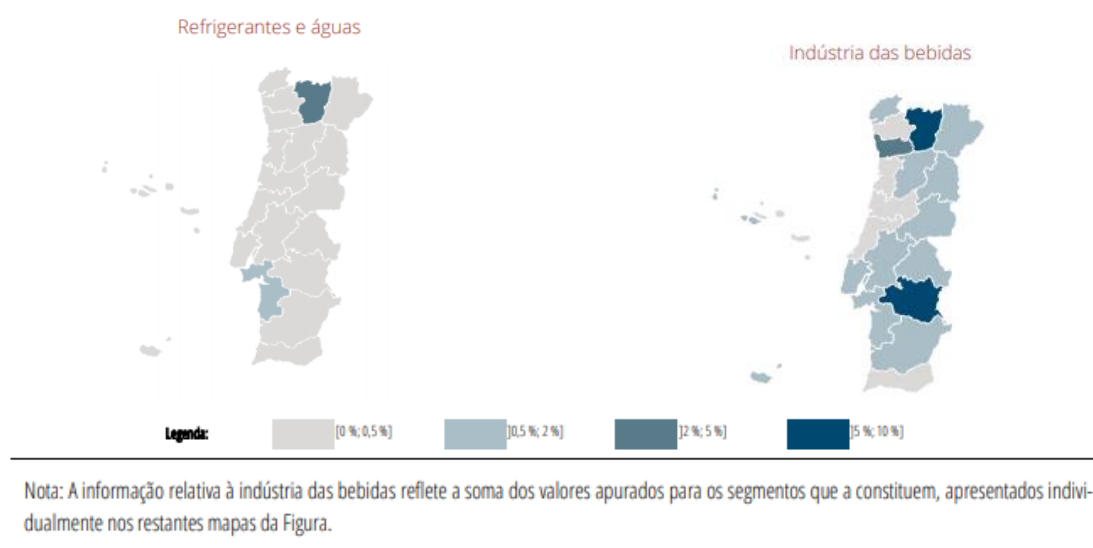 Refrigerantes e águas
Indústria das bebidas
Legenda:
[0 %; 0,5 %]
]0,5 %; 2 %]
]2 %; 5 %]
]5 %; 10 %]
Nota: A informação relativa à indústria das bebidas reflete a soma dos valores apurados para os segmentos que a constituem, apresentados indivi-
dualmente nos restantes mapas da Figura.